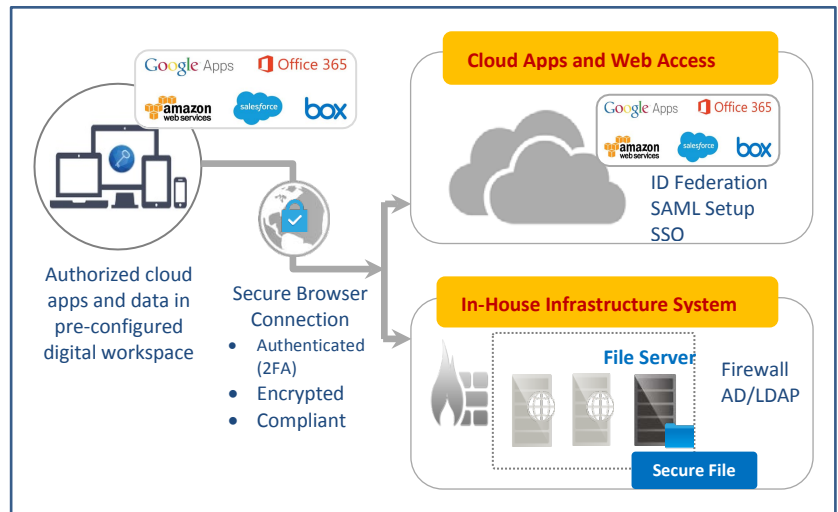 Google Apps
Office 365
amazon
web services
salesforce
box
Authorized cloud
apps and data in
pre-configured
digital workspace
Secure Browser
Connection
• Authenticated
(2FA)
• Encrypted
• Compliant
Cloud Apps and Web Access
Google Apps
Office 365
amazon
web services
salesforce
box
ID Federation
SAML Setup
SSO
In-House Infrastructure System
File Server
Firewall
AD/LDAP
Secure File